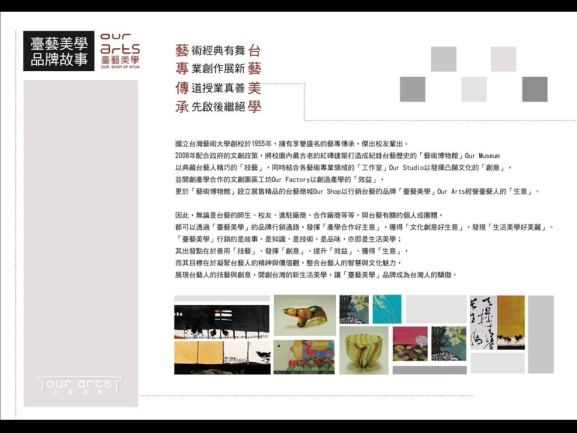 臺藝美學
品牌故事
our
arts
臺藝美學
OUR SHOP OF NTUA
藝術經典有舞台
專業創作展新藝
傳道授業真善美
承先啟後繼絕學
國立台灣藝術大學創校於1955年，擁有享譽盛名的藝專傳承，傑出校友輩出。
2008年配合政府的文創政策，將校園內最古老的紅磚建築打造成紀錄台藝歷史的「藝術博物館」Our Museum
以典藏台藝人精巧的「技藝」，同時結合各藝術專業領域的「工作室」Our Studio以發揮凸顯文化的「創意」，
並開創產學合作的文創園區工坊Our Factory以創造產學的「效益」，
更於「藝術博物館」設立展售精品的台藝商城Our Shop以行銷台藝的品牌「臺藝美學」Our Arts經營臺藝人的「生意」。
因此，無論是台藝的師生、校友、進駐廠商、合作廠商等等，與台藝有關的個人或團體，
都可以透過「臺藝美學」的品牌行銷通路，發揮「產學合作好主意」，獲得「文化創意好生意」，發現「生活美學好美麗」。
「臺藝美學」行銷的是故事、是知識、是技術、是品味，亦即是生活美學；
其出發點在於善用「技藝」、發揮「創意」、提升「效益」、獲得「生意」，
而其目標在於凝聚台藝人的精神與價值觀，整合台藝人的智慧與文化魅力，
展現台藝人的技藝與創意，開創台灣的新生活美學，讓「臺藝美學」品牌成為台灣人的驕傲。
our arts
台藝美學